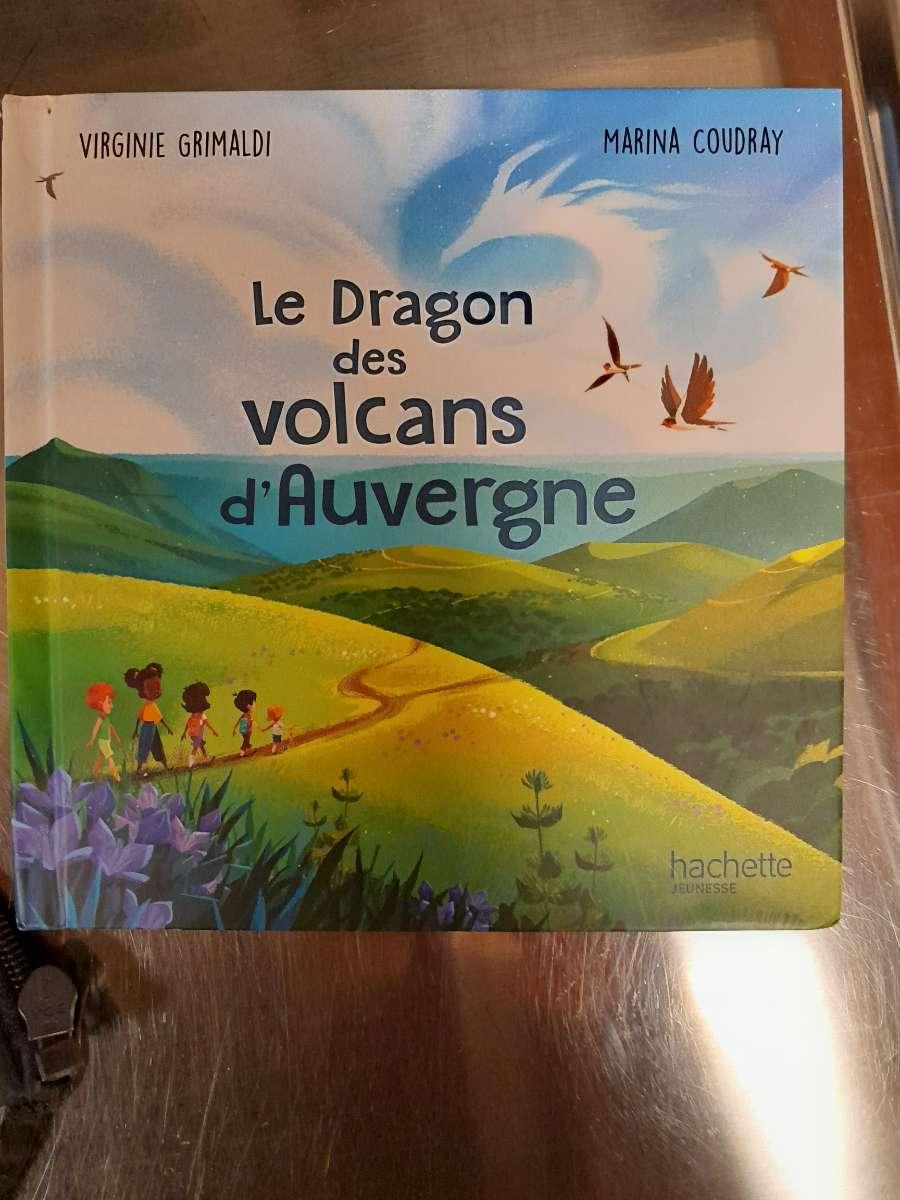 VIRGINIE GRIMALDI
MARINA COUDRAY
Le Dragon
des
volcans
d'Auvergne
hachette
JEUNESSE